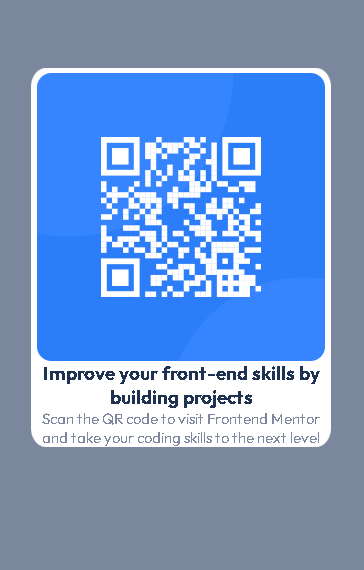 Improve your front-end skills by
building projects
Scan the QR code to visit Frontend Mentor
and take your coding skills to the next level